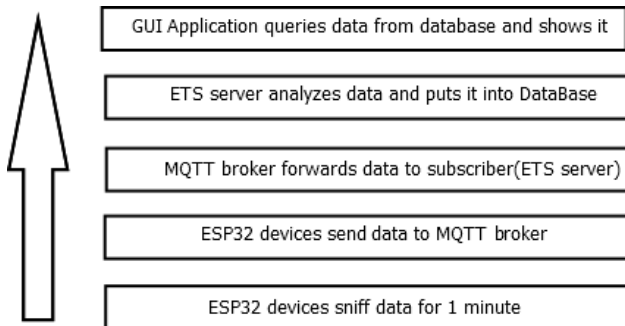 GUI Application queries data from database and shows it
ETS server analyzes data and puts it into DataBase
MQTT broker forwards data to subscriber(ETS server)
ESP32 devices send data to MQTT broker
ESP32 devices sniff data for 1 minute